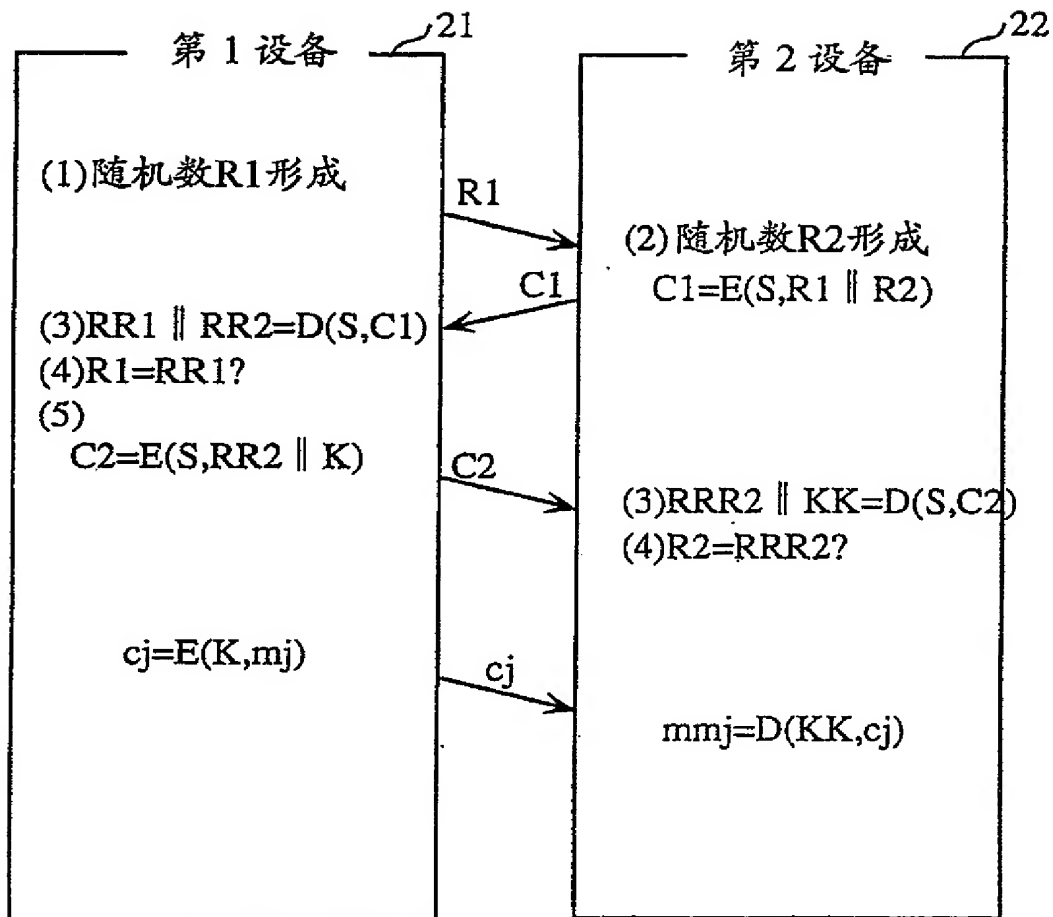 第 1 设备
21
第 2 设备
22
(1)随机数R1形成
R1
(2)随机数R2形成
C1=E(S,R1 ‖ R2)
C1
(3)RR1 ‖ RR2=D(S,C1)
(4)R1=RR1?
(5)
C2=E(S,RR2 ‖ K)
C2
(3)RRR2 ‖ KK=D(S,C2)
(4)R2=RRR2?
cj=E(K,mj)
cj
mmj=D(KK,cj)